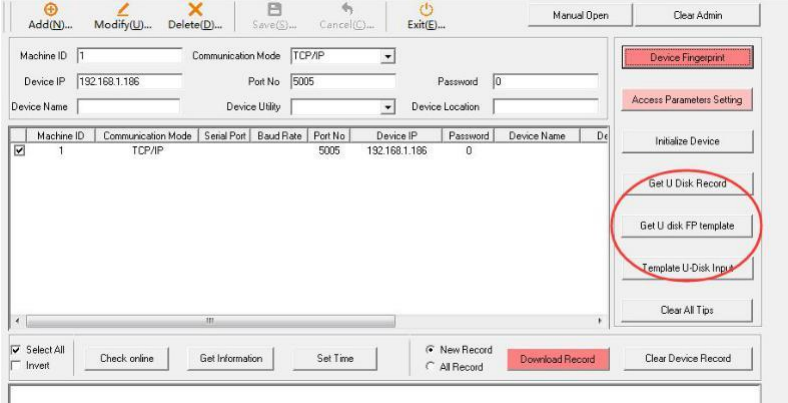 Add(N)... Modify(U)... Delete(D)... Save(S)... Cancel(C)... Exit(E)... Manual Open Clear Admin
Machine ID 1 Communication Mode TCP/IP Device Fingerprint
Device IP 192.168.1.186 Port No 5005 Password 0
Device Name Device Utility Device Location Access Parameters Setting
Machine ID Communication Mode Serial Port Baud Rate Port No Device IP Password Device Name De
1 TCP/IP 5005 192.168.1.186 0
Initialize Device
Get U Disk Record
Get U disk FP template
Template U-Disk Input
Clear All Tips
Select All Check online Get Information Set Time New Record Download Record Clear Device Record
Invert All Record